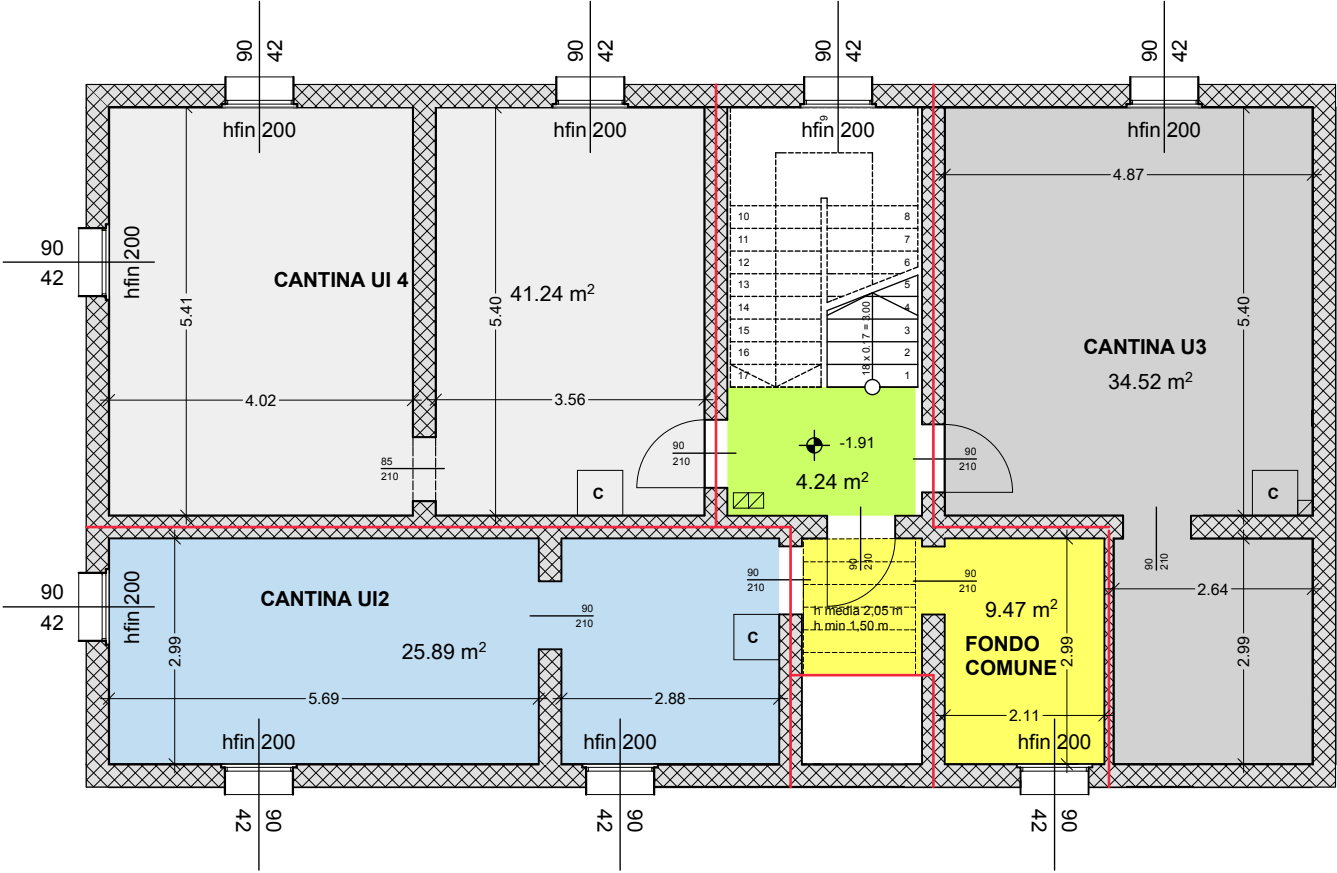 90 42
90 42
90 42
90 42
hfin 200
hfin 200
9
hfin 200
hfin 200
4.87
10 8
11 7
12 6
13 5
14 4
15 3
16 2
17 1
18 x 0.17 = 3.00
90
42
hfin 200
5.41
CANTINA UI 4
41.24 m²
5.40
5.40
CANTINA U3
34.52 m²
4.02
3.56
85
210
90
210
-1.91
4.24 m²
90
210
C
C
90
42
hfin 200
2.99
CANTINA UI2
25.89 m²
90
210
90
210
90
210
90
210
90
210
C
h media 2,05 m
h min 1,50 m
9.47 m²
FONDO
COMUNE
2.99
2.64
2.99
5.69
2.88
2.11
hfin 200
hfin 200
hfin 200
42 90
42 90
42 90